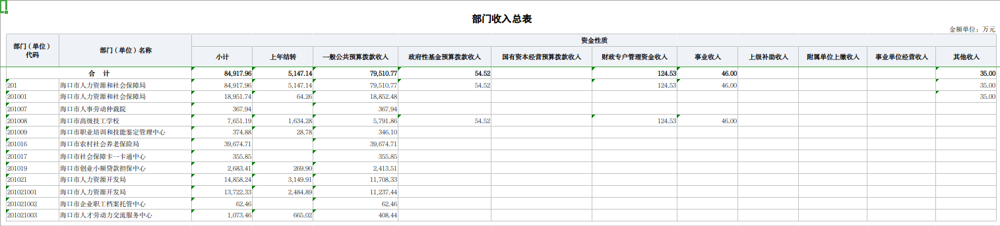 部门收入总表
金额单位：万元
部门（单位）代码 部门（单位）名称 资金性质
小计 上年结转 一般公共预算拨款收入 政府性基金预算拨款收入 国有资本经营预算拨款收入 财政专户管理资金收入 事业收入 上级补助收入 附属单位上缴收入 事业单位经营收入 其他收入
合 计 84,917.96 5,147.14 79,510.77 54.52 124.53 46.00 35.00
201 海口市人力资源和社会保障局 84,917.96 5,147.14 79,510.77 54.52 124.53 46.00 35.00
201001 海口市人力资源和社会保障局 18,951.74 64.26 18,852.48 35.00
201007 海口市人事劳动仲裁院 367.94 367.94
201008 海口市高级技工学校 7,651.19 1,634.28 5,791.86 54.52 124.53 46.00
201009 海口市职业培训和技能鉴定管理中心 374.88 28.78 346.10
201016 海口市农村社会养老保险局 39,674.71 39,674.71
201017 海口市社会保障卡一卡通中心 355.85 355.85
201019 海口市创业小额贷款担保中心 2,683.41 269.90 2,413.51
201021 海口市人力资源开发局 14,858.24 3,149.91 11,708.33
201021001 海口市人力资源开发局 13,722.33 2,484.89 11,237.44
201021002 海口市企业职工档案托管中心 62.46 62.46
201021003 海口市人才劳动力交流服务中心 1,073.46 665.02 408.44